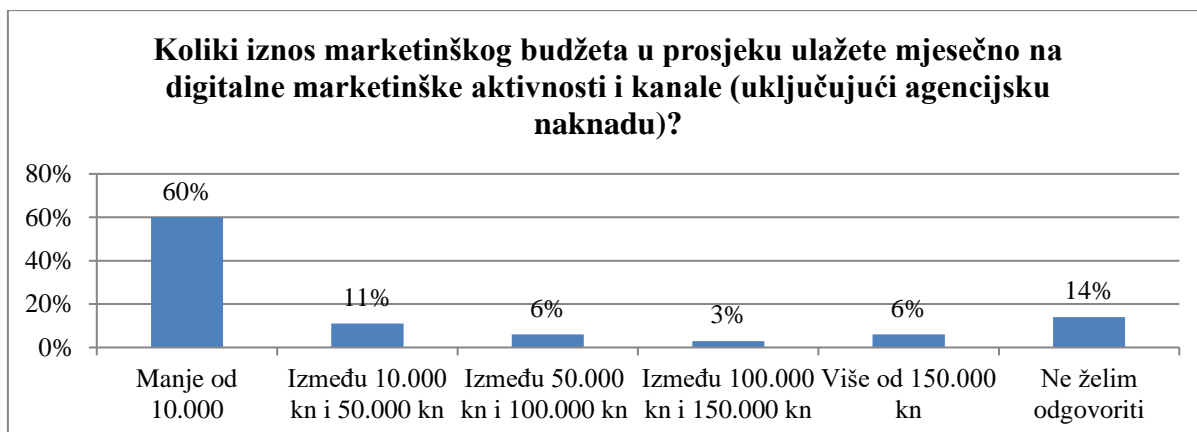 Koliki iznos marketinškog budžeta u prosjeku ulažete mjesečno na
digitalne marketinške aktivnosti i kanale (uključujući agencijsku
naknadu)?
80%
60%
40%
20%
0%
60%
11%
6%
3%
6%
14%
Manje od
10.000
Između 10.000
kn i 50.000 kn
Između 50.000
kn i 100.000 kn
Između 100.000
kn i 150.000 kn
Više od 150.000
kn
Ne želim
odgovoriti